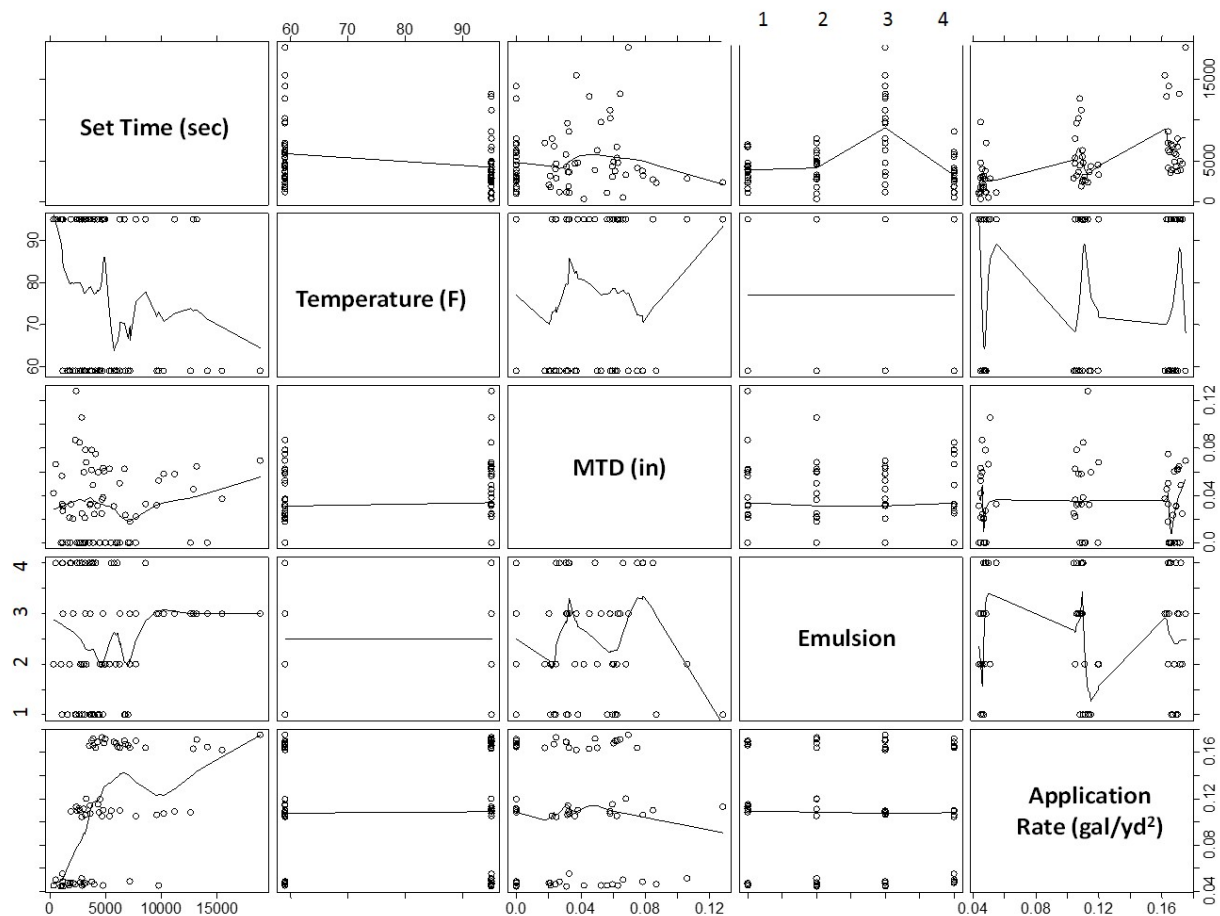 60 70 80 90
1 2 3 4
Set Time (sec)
0 5000 15000
60 70 80 90
Temperature (F)
MTD (in)
0.0 0.04 0.08 0.12
1 2 3 4
Emulsion
Application
Rate (gal/yd²)
0.04 0.08 0.12 0.16
0 5000 10000 15000
0.0 0.04 0.08 0.12
0.04 0.08 0.12 0.16